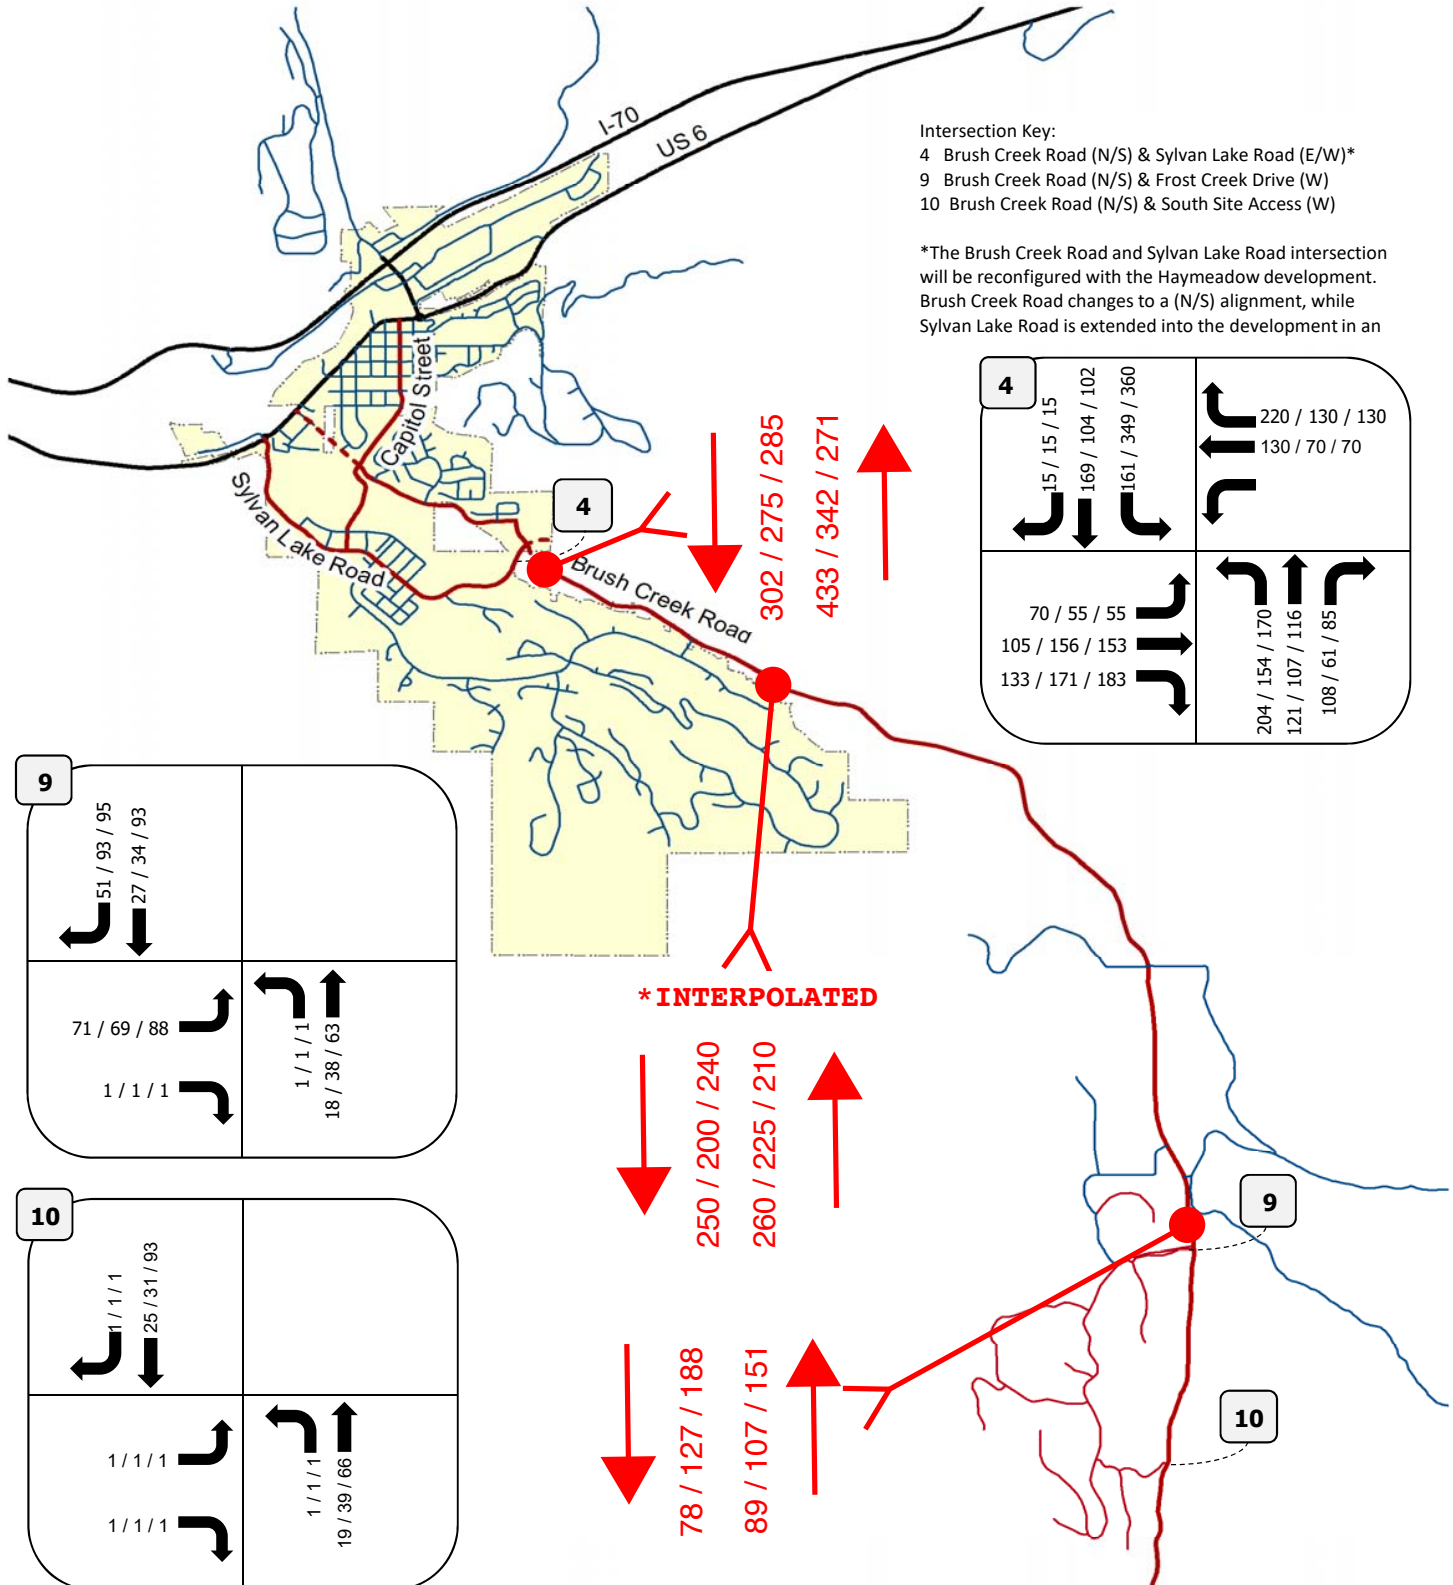 I-70
US 6
Intersection Key:
4 Brush Creek Road (N/S) & Sylvan Lake Road (E/W)*
9 Brush Creek Road (N/S) & Frost Creek Drive (W)
10 Brush Creek Road (N/S) & South Site Access (W)
*The Brush Creek Road and Sylvan Lake Road intersection
will be reconfigured with the Haymeadow development.
Brush Creek Road changes to a (N/S) alignment, while
Sylvan Lake Road is extended into the development in an
Capitol Street
Sylvan Lake Road
Brush Creek Road
4
302 / 275 / 285
433 / 342 / 271
4
15 / 15 / 15
169 / 104 / 102
161 / 349 / 360
220 / 130 / 130
130 / 70 / 70
70 / 55 / 55
105 / 156 / 153
133 / 171 / 183
204 / 154 / 170
121 / 107 / 116
108 / 61 / 85
9
51 / 93 / 95
27 / 34 / 93
71 / 69 / 88
1 / 1 / 1
1 / 1 / 1
18 / 38 / 63
*INTERPOLATED
250 / 200 / 240
260 / 225 / 210
9
10
1 / 1 / 1
25 / 31 / 93
1 / 1 / 1
1 / 1 / 1
1 / 1 / 1
19 / 39 / 66
78 / 127 / 188
89 / 107 / 151
10